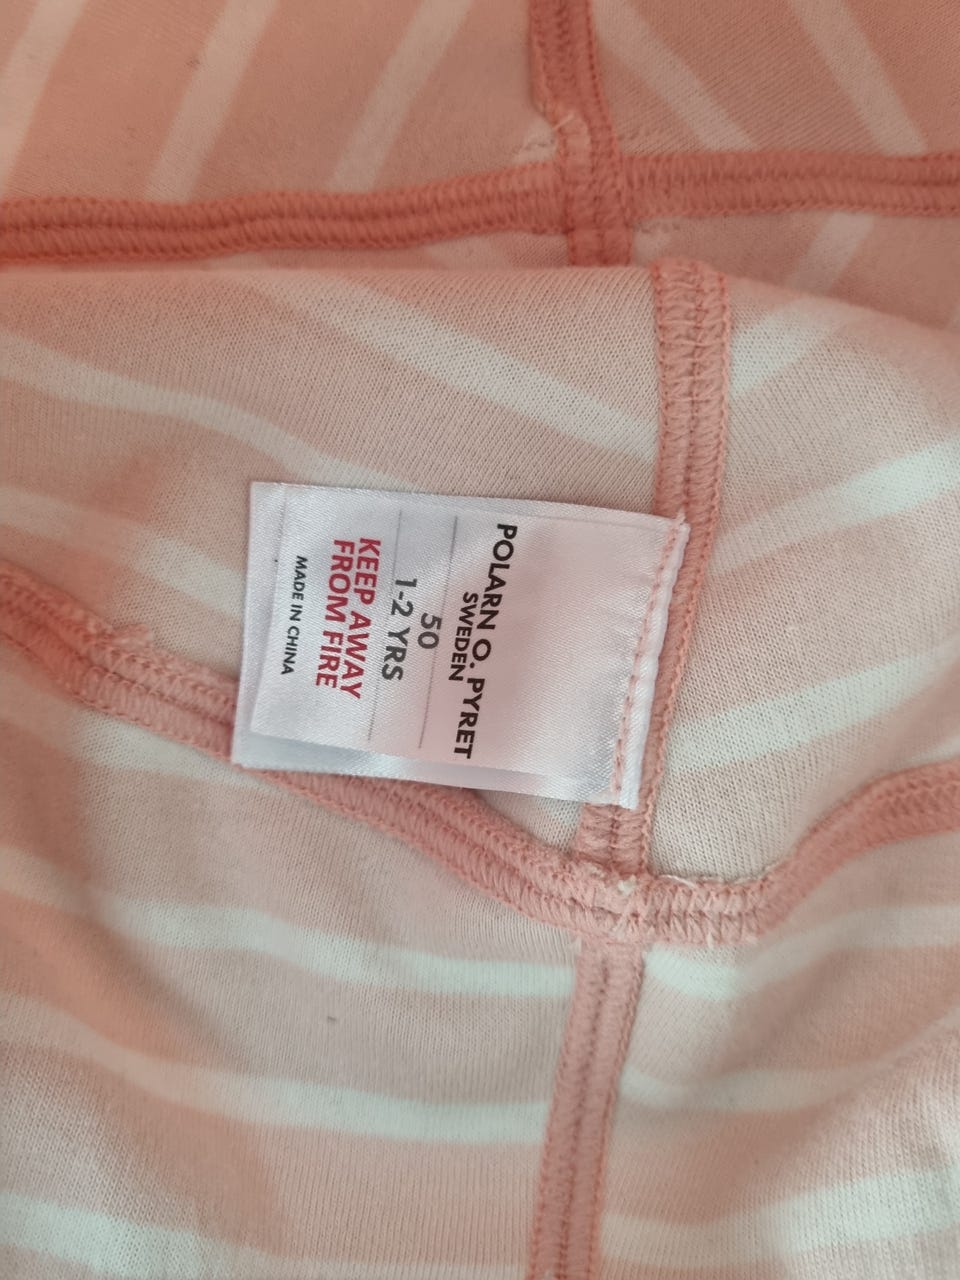 POLARN O. PYRET
SWEDEN
50
1-2 YRS
KEEP AWAY
FROM FIRE
MADE IN CHINA